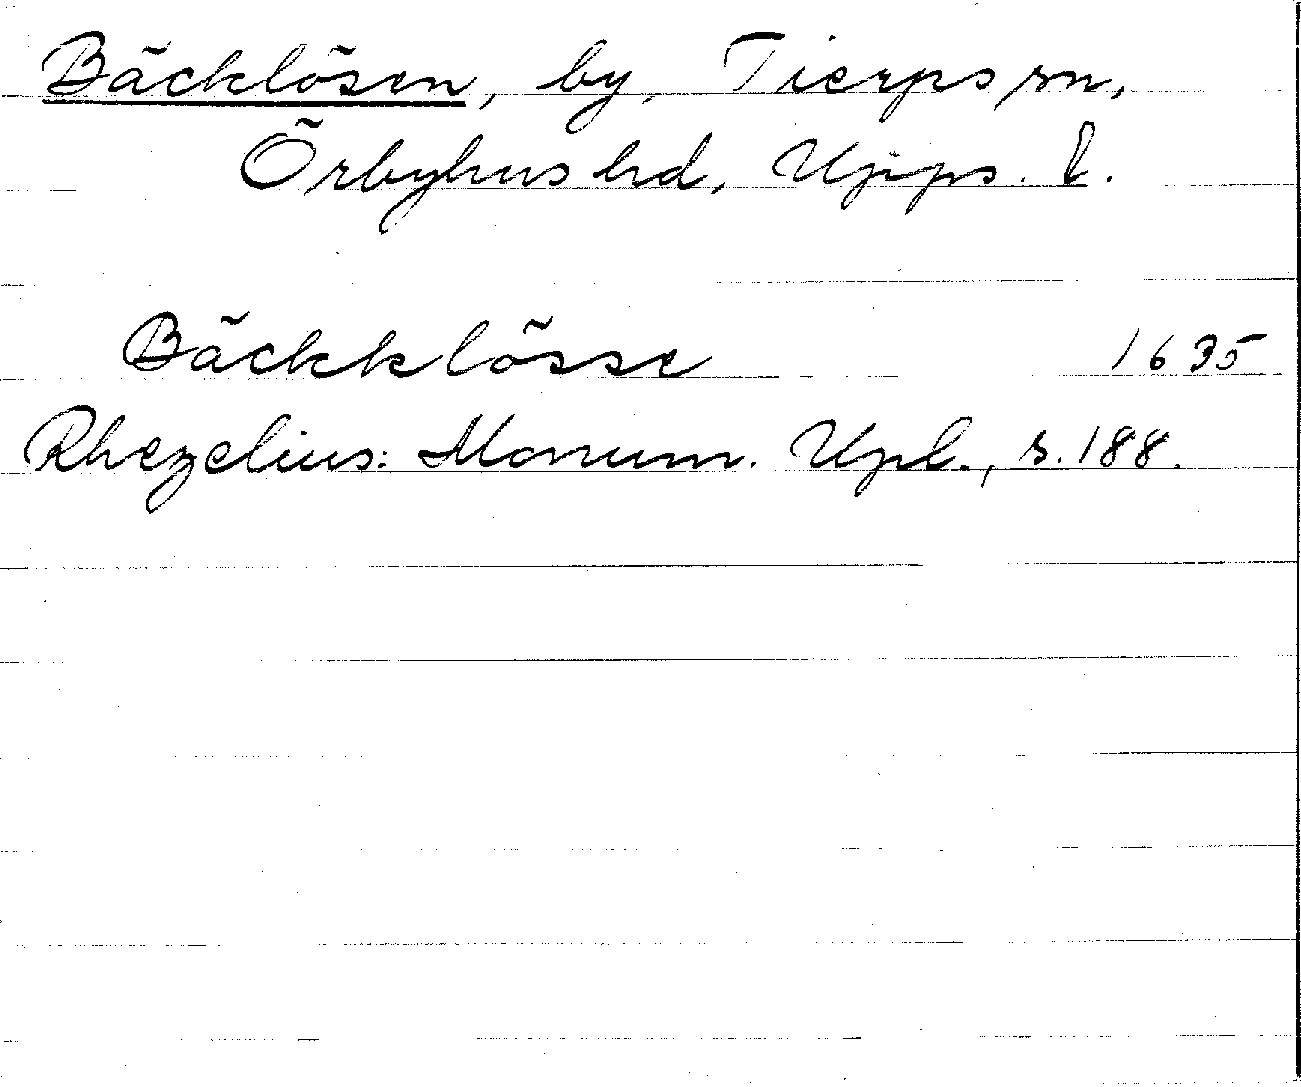 Bäcklösen, by, Tierps sn,
Örbyhus hd, Upps. l.
Bäckklösse 1635
Rhezelius: Monum. Upl., s. 188.